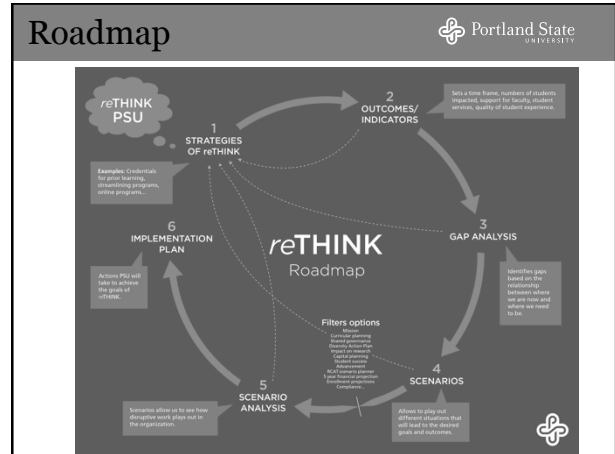 Roadmap
Portland State
UNIVERSITY
reTHINK
PSU
1
STRATEGIES
OF reTHINK
Examples: Credentials
for prior learning,
streamlining programs,
online programs...
2
OUTCOMES/
INDICATORS
Sets a time frame, numbers of students
impacted, support for faculty, student
services, quality of student experience.
3
GAP ANALYSIS
Identifies gaps
based on the
relationship
between where
we are now and
where we need
to be.
reTHINK
Roadmap
Filters options
Mission
Curricular planning
Shared governance
Diversity Action Plan
Impact on research
Capital planning
Student success
Advancement
RCAT scenario planner
5 year financial projection
Enrollment projections
Compliance...
4
SCENARIOS
Allows to play out
different situations that
will lead to the desired
goals and outcomes.
5
SCENARIO
ANALYSIS
Scenarios allow us to see how
disruptive work plays out in
the organization.
6
IMPLEMENTATION
PLAN
Actions PSU will
take to achieve
the goals of
reTHINK.